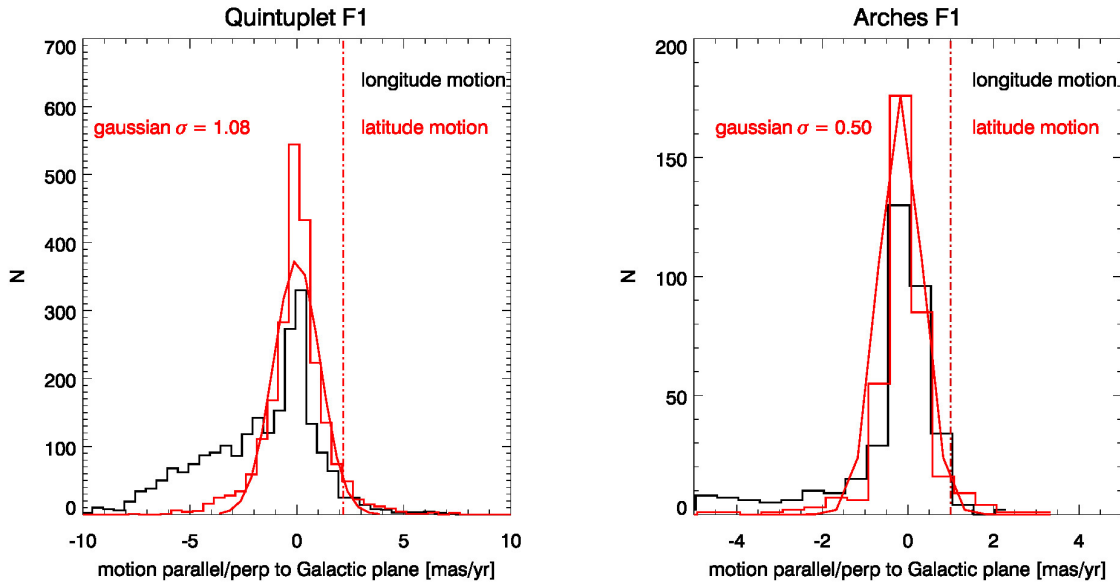 Quintuplet F1
700
600
500
400
300
200
100
0
N
longitude motion
gaussian σ = 1.08
latitude motion
-10
-5
0
5
10
motion parallel/perp to Galactic plane [mas/yr]
Arches F1
200
150
100
50
0
N
longitude motion
gaussian σ = 0.50
latitude motion
-4
-2
0
2
4
motion parallel/perp to Galactic plane [mas/yr]